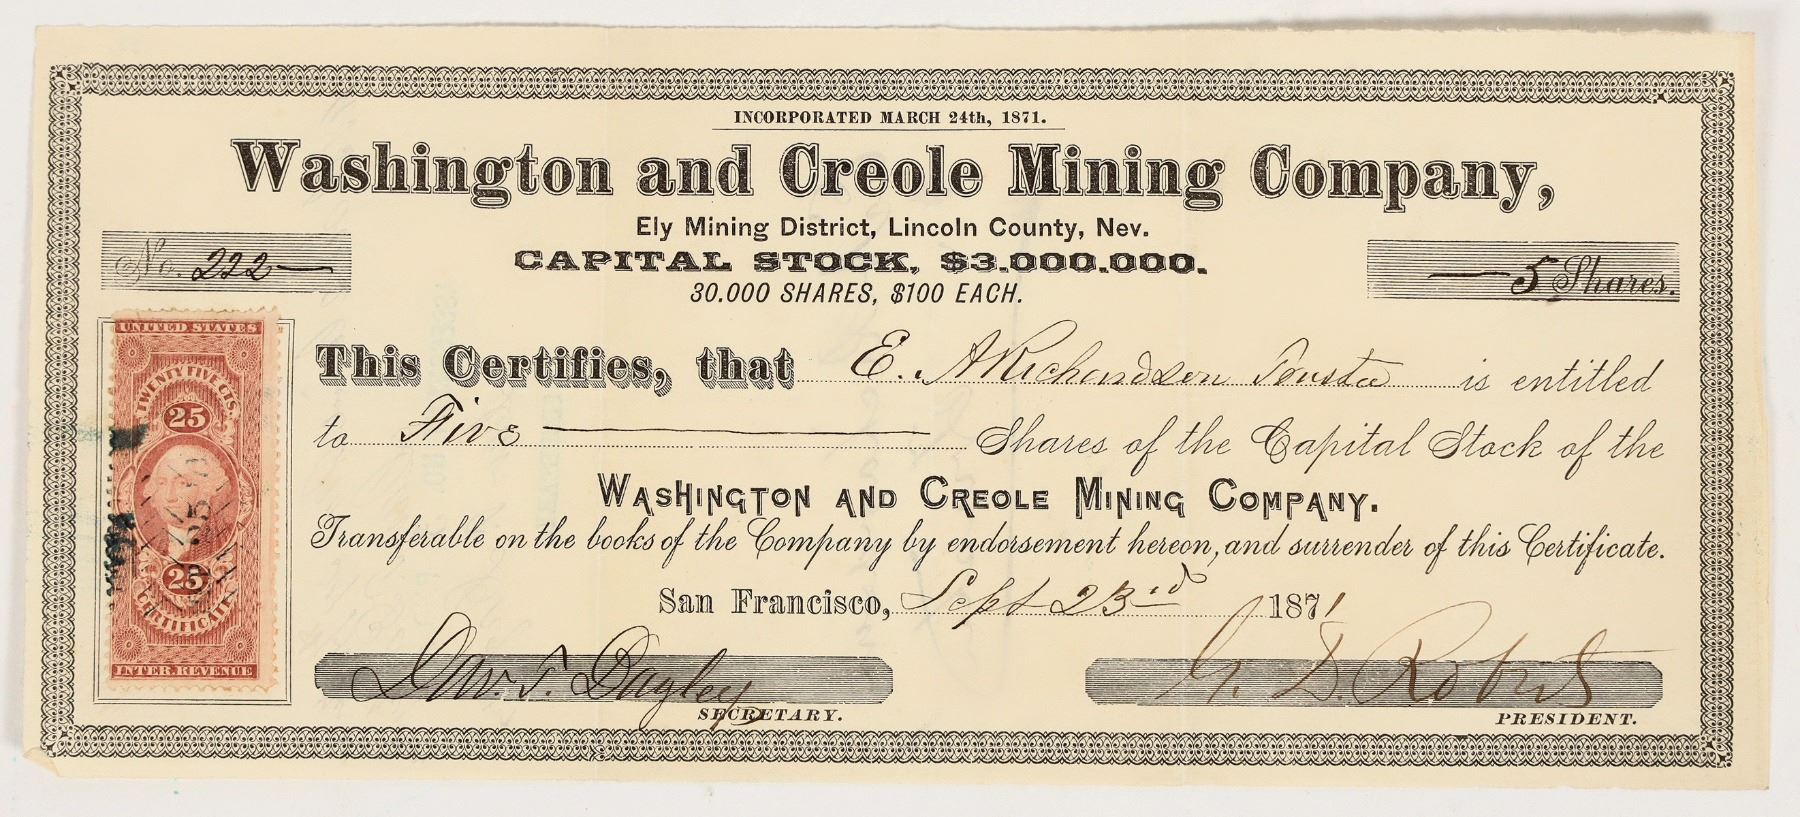 INCORPORATED MARCH 24th, 1871.
Washington and Creole Mining Company,
Ely Mining District, Lincoln County, Nev.
No. 222
CAPITAL STOCK, $3.000.000.
5 Shares.
30.000 SHARES, $100 EACH.
UNITED STATES
TWENTY FIVE CTS.
25
25
CERTIFICATE
INTER. REVENUE
This Certifies, that E. A Richardson Trustee is entitled
to Five Shares of the Capital Stock of the
WASHINGTON AND CREOLE MINING COMPANY.
Transferable on the books of the Company by endorsement hereon, and surrender of this Certificate.
San Francisco, Sept 23rd 1871
T. Dagley
SECRETARY.
G. D. Roberts
PRESIDENT.